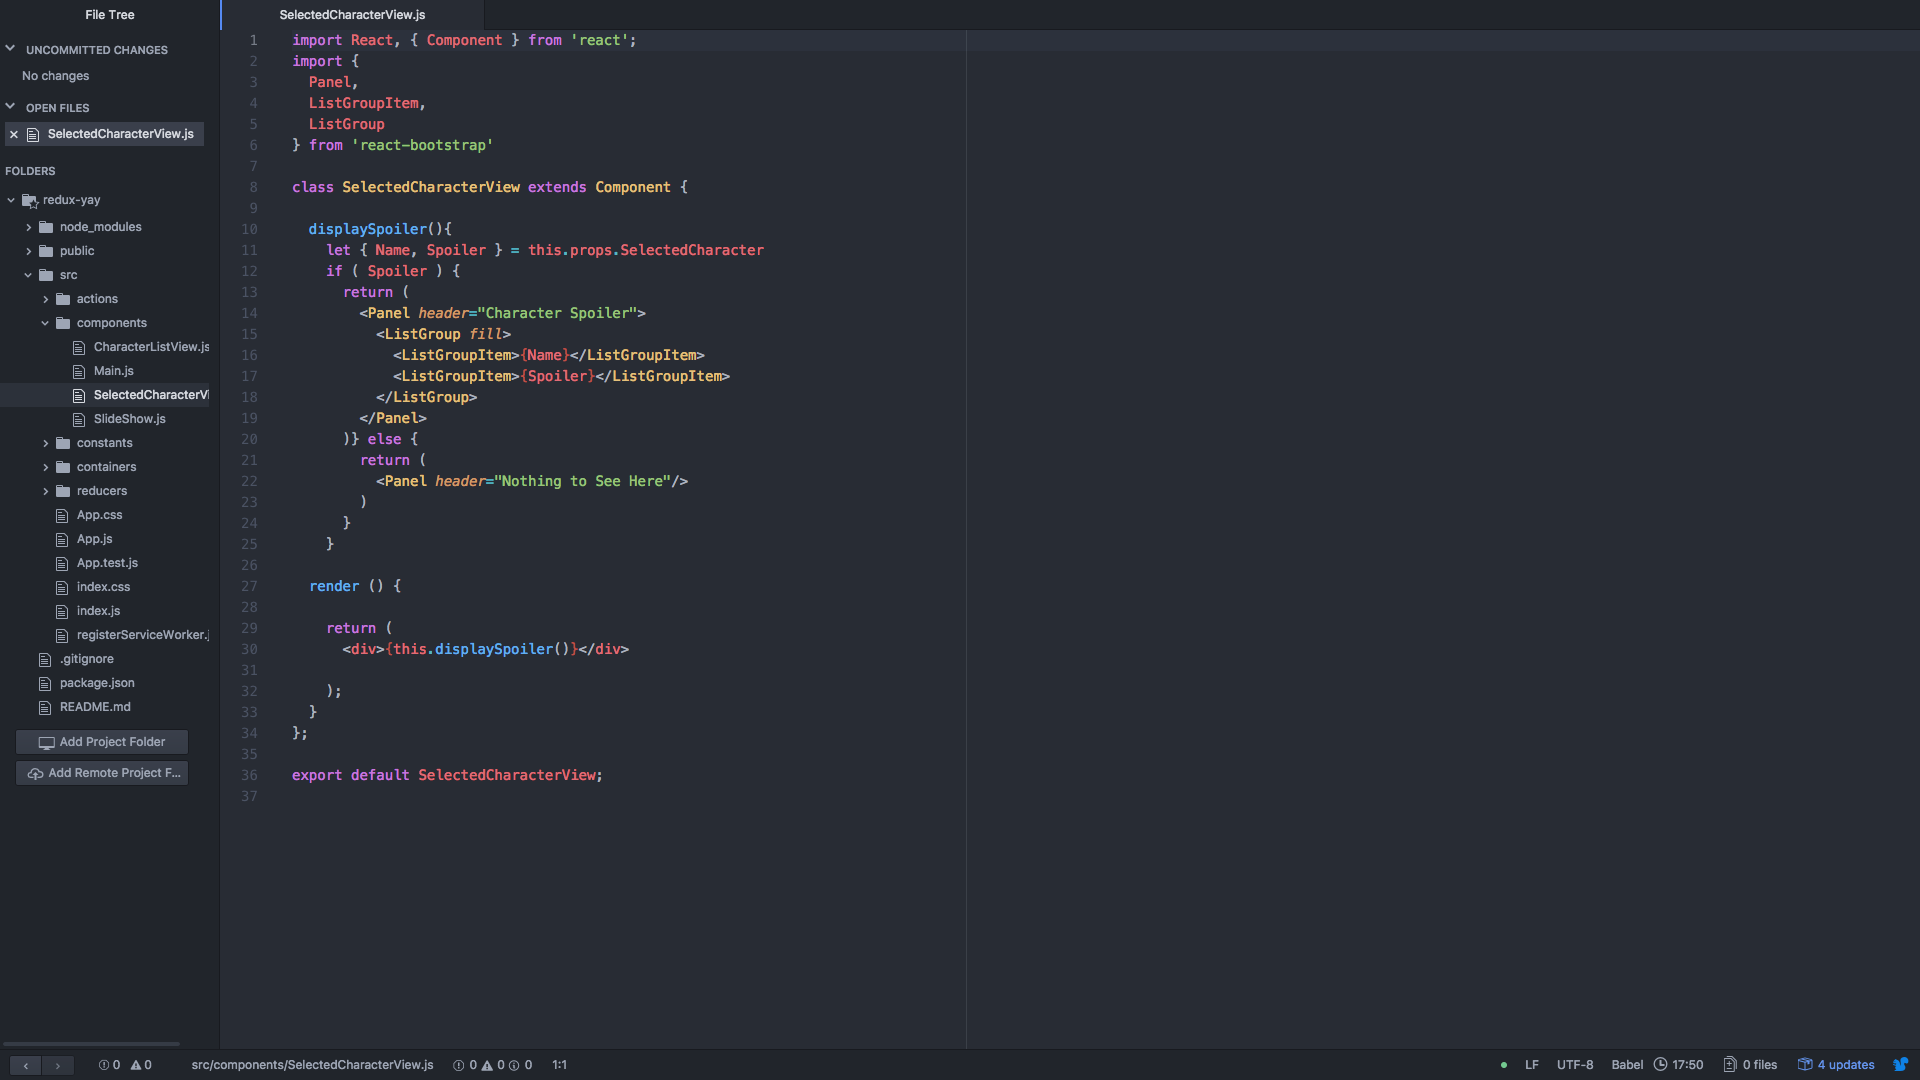 File Tree
UNCOMMITTED CHANGES
No changes
OPEN FILES
SelectedCharacterView.js
FOLDERS
redux-yay
node_modules
public
src
actions
components
CharacterListView.js
Main.js
SelectedCharacterVi
SlideShow.js
constants
containers
reducers
App.css
App.js
App.test.js
index.css
index.js
registerServiceWorker.j
.gitignore
package.json
README.md
Add Project Folder
Add Remote Project F...
SelectedCharacterView.js
1 import React, { Component } from 'react';
2 import {
3 Panel,
4 ListGroupItem,
5 ListGroup
6 } from 'react-bootstrap'
7
8 class SelectedCharacterView extends Component {
9
10 displaySpoiler(){
11 let { Name, Spoiler } = this.props.SelectedCharacter
12 if ( Spoiler ) {
13 return (
14 <Panel header="Character Spoiler">
15 <ListGroup fill>
16 <ListGroupItem>{Name}</ListGroupItem>
17 <ListGroupItem>{Spoiler}</ListGroupItem>
18 </ListGroup>
19 </Panel>
20 )} else {
21 return (
22 <Panel header="Nothing to See Here"/>
23 )
24 }
25 }
26
27 render () {
28
29 return (
30 <div>{this.displaySpoiler()}</div>
31
32 );
33 }
34 };
35
36 export default SelectedCharacterView;
37
0 0 src/components/SelectedCharacterView.js 0 0 0 1:1 LF UTF-8 Babel 17:50 0 files 4 updates